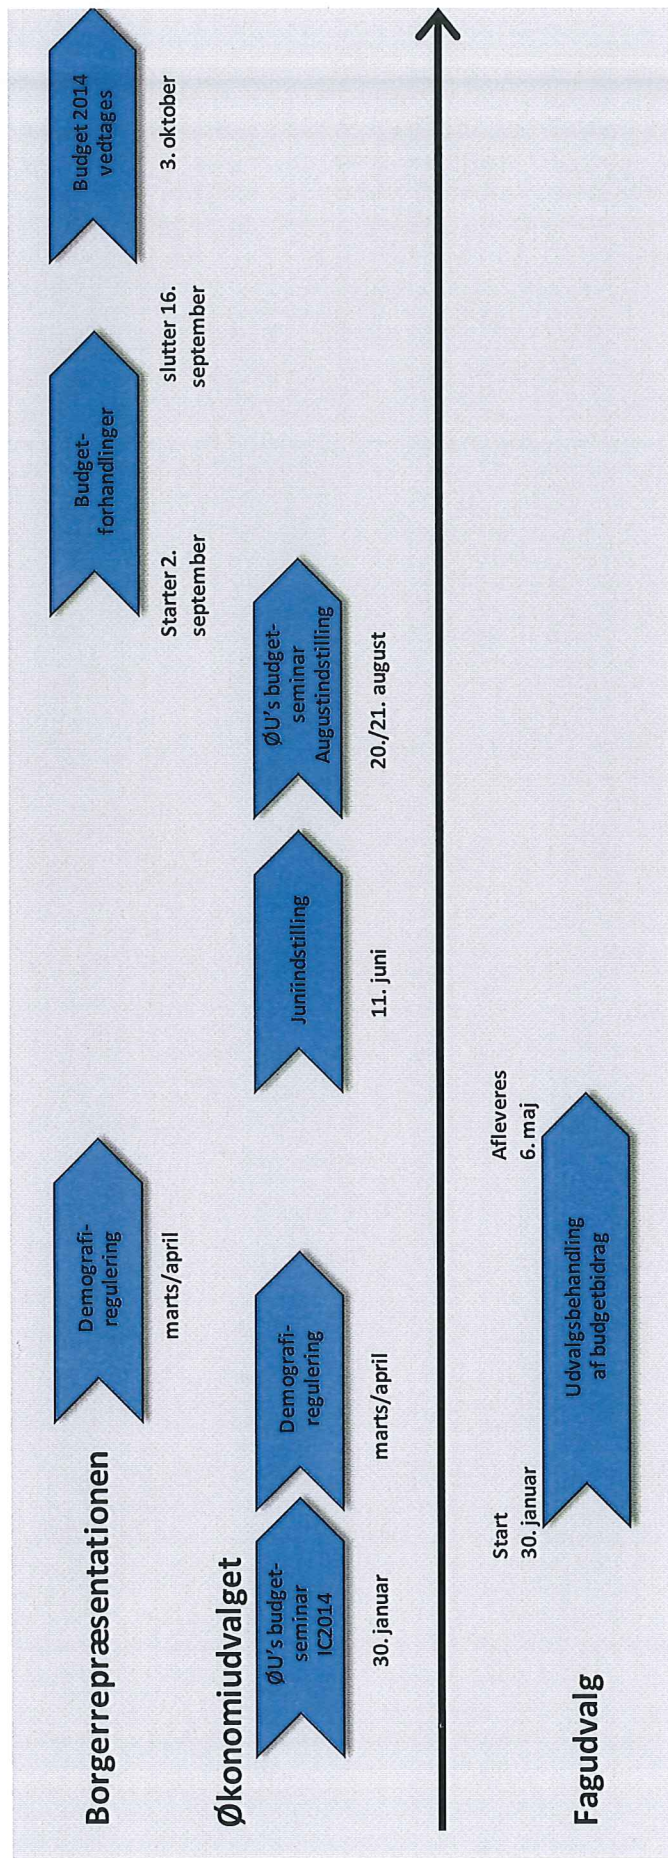 Borgerrepræsentationen
Demografi-
regulering
marts/april
Budget-
forhandlinger
Starter 2.
september
slutter 16.
september
Budget 2014
vedtages
3. oktober
Økonomiudvalget
ØU's budget-
seminar
IC2014
30. januar
Demografi-
regulering
marts/april
Juniindstilling
11. juni
ØU's budget-
seminar
Augustindstilling
20./21. august
Fagudvalg
Start
30. januar
Udvalgsbehandling
af budgetbidrag
Afleveres
6. maj